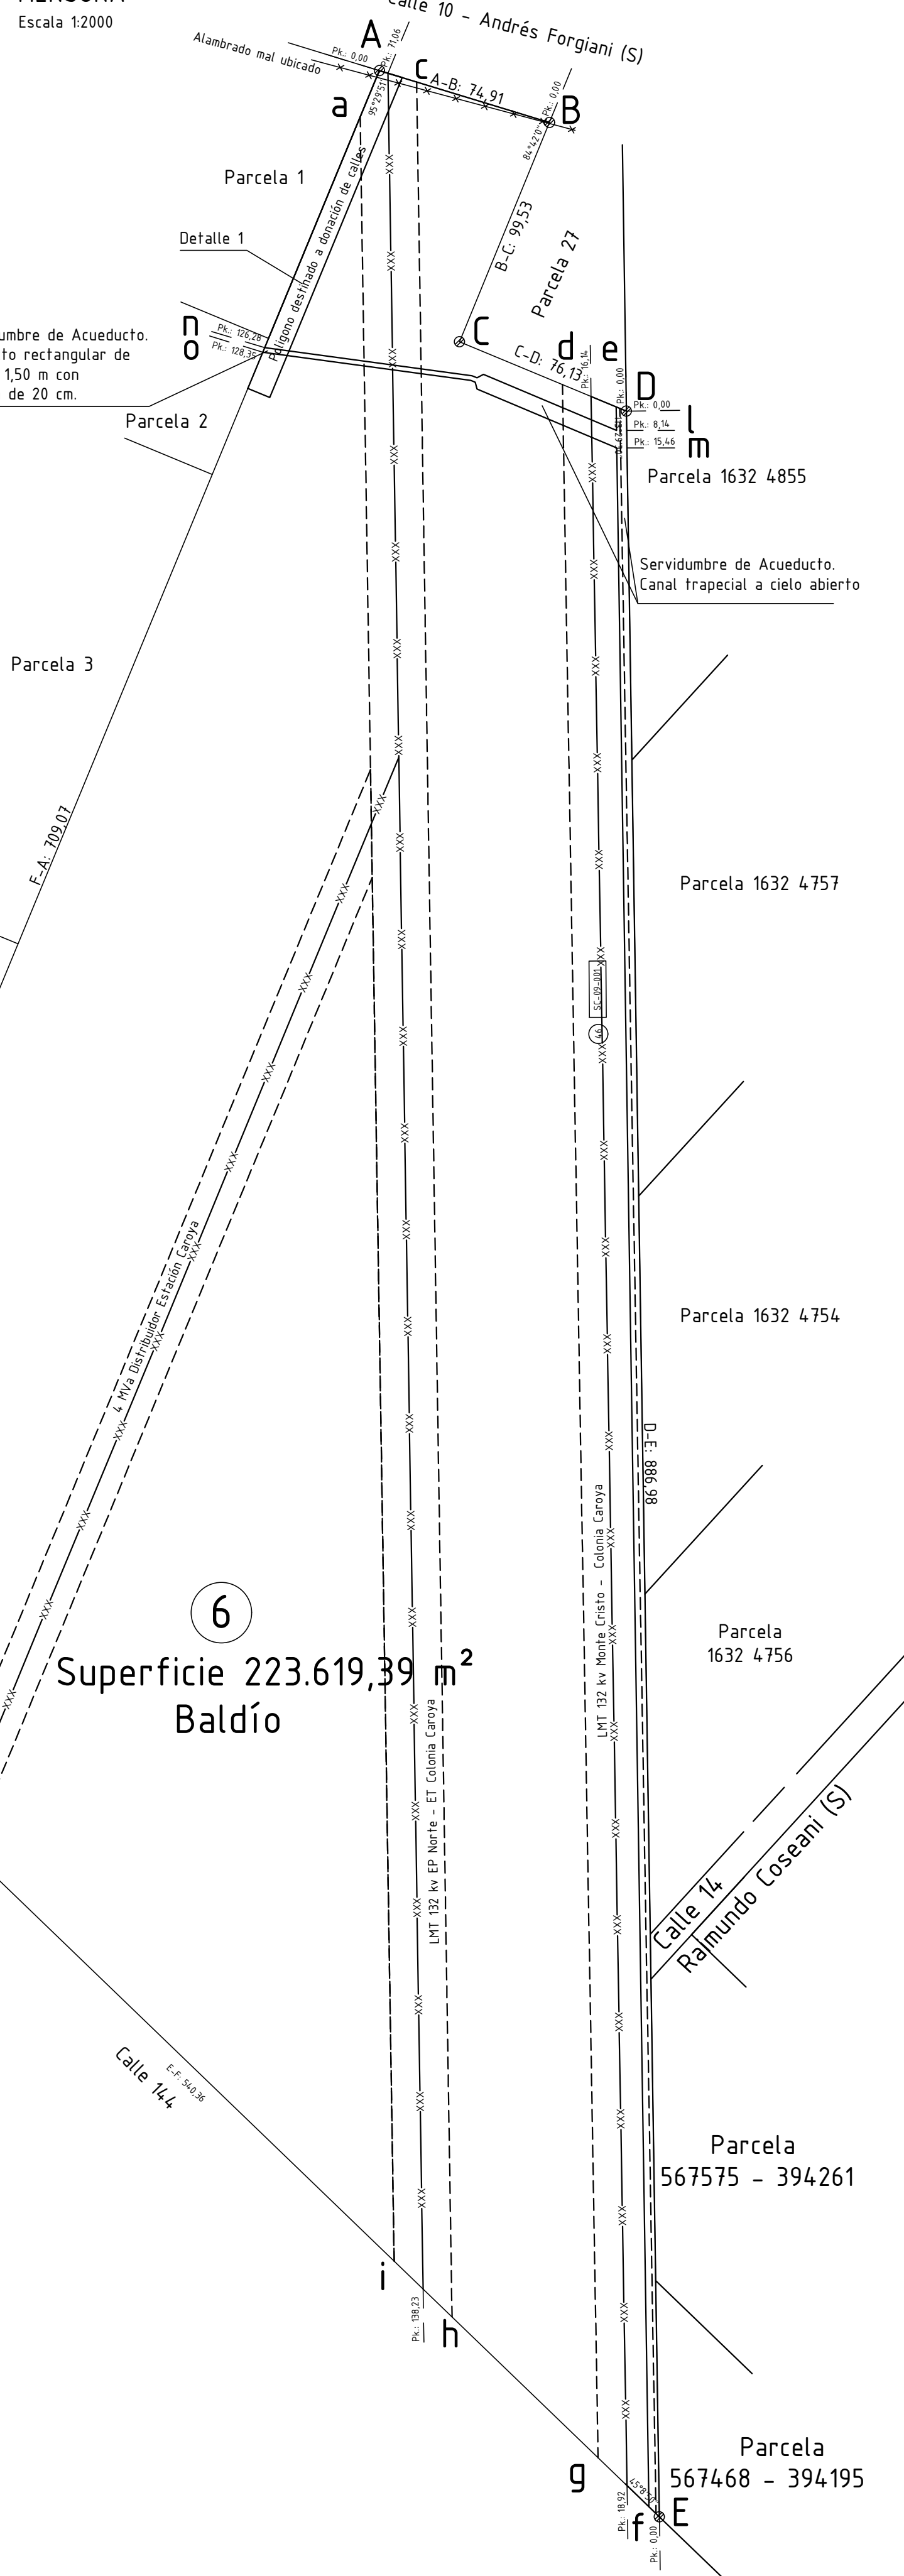 Escala 1:2000
Calle 10 - Andrés Forgiani (S)
Alambrado mal ubicado
Pk.: 0,00
A
Pk.: 71,06
c
A-B: 74,91
Pk.: 0,00
B
a
95°29'51"
84°42'0"
Parcela 1
Polígono destinado a donación de calles
B-C: 99,53
Parcela 27
Detalle 1
n
Pk.: 126,28
o
Pk.: 128,35
C
C-D: 76,13
d
Pk.: 16,14
e
Pk.: 0,00
D
Pk.: 0,00
l
Pk.: 8,14
m
Pk.: 15,46
umbre de Acueducto.
to rectangular de
1,50 m con
de 20 cm.
Parcela 2
Parcela 1632 4855
Servidumbre de Acueducto.
Canal trapecial a cielo abierto
Parcela 3
F-A: 709,07
Parcela 1632 4757
SC-09-001
46
4 MVa Distribuidor Estación Caroya
Parcela 1632 4754
D-E: 886,98
LMT 132 kv Monte Cristo - Colonia Caroya
6
Superficie 223.619,39 m²
Baldío
Parcela
1632 4756
LMT 132 kv EP Norte - ET Colonia Caroya
Calle 14
Raimundo Coseani (S)
Calle 144
E-F: 540,36
Parcela
567575 - 394261
i
Pk.: 138,23
h
Parcela
567468 - 394195
g
Pk.: 18,92
f
Pk.: 0,00
E